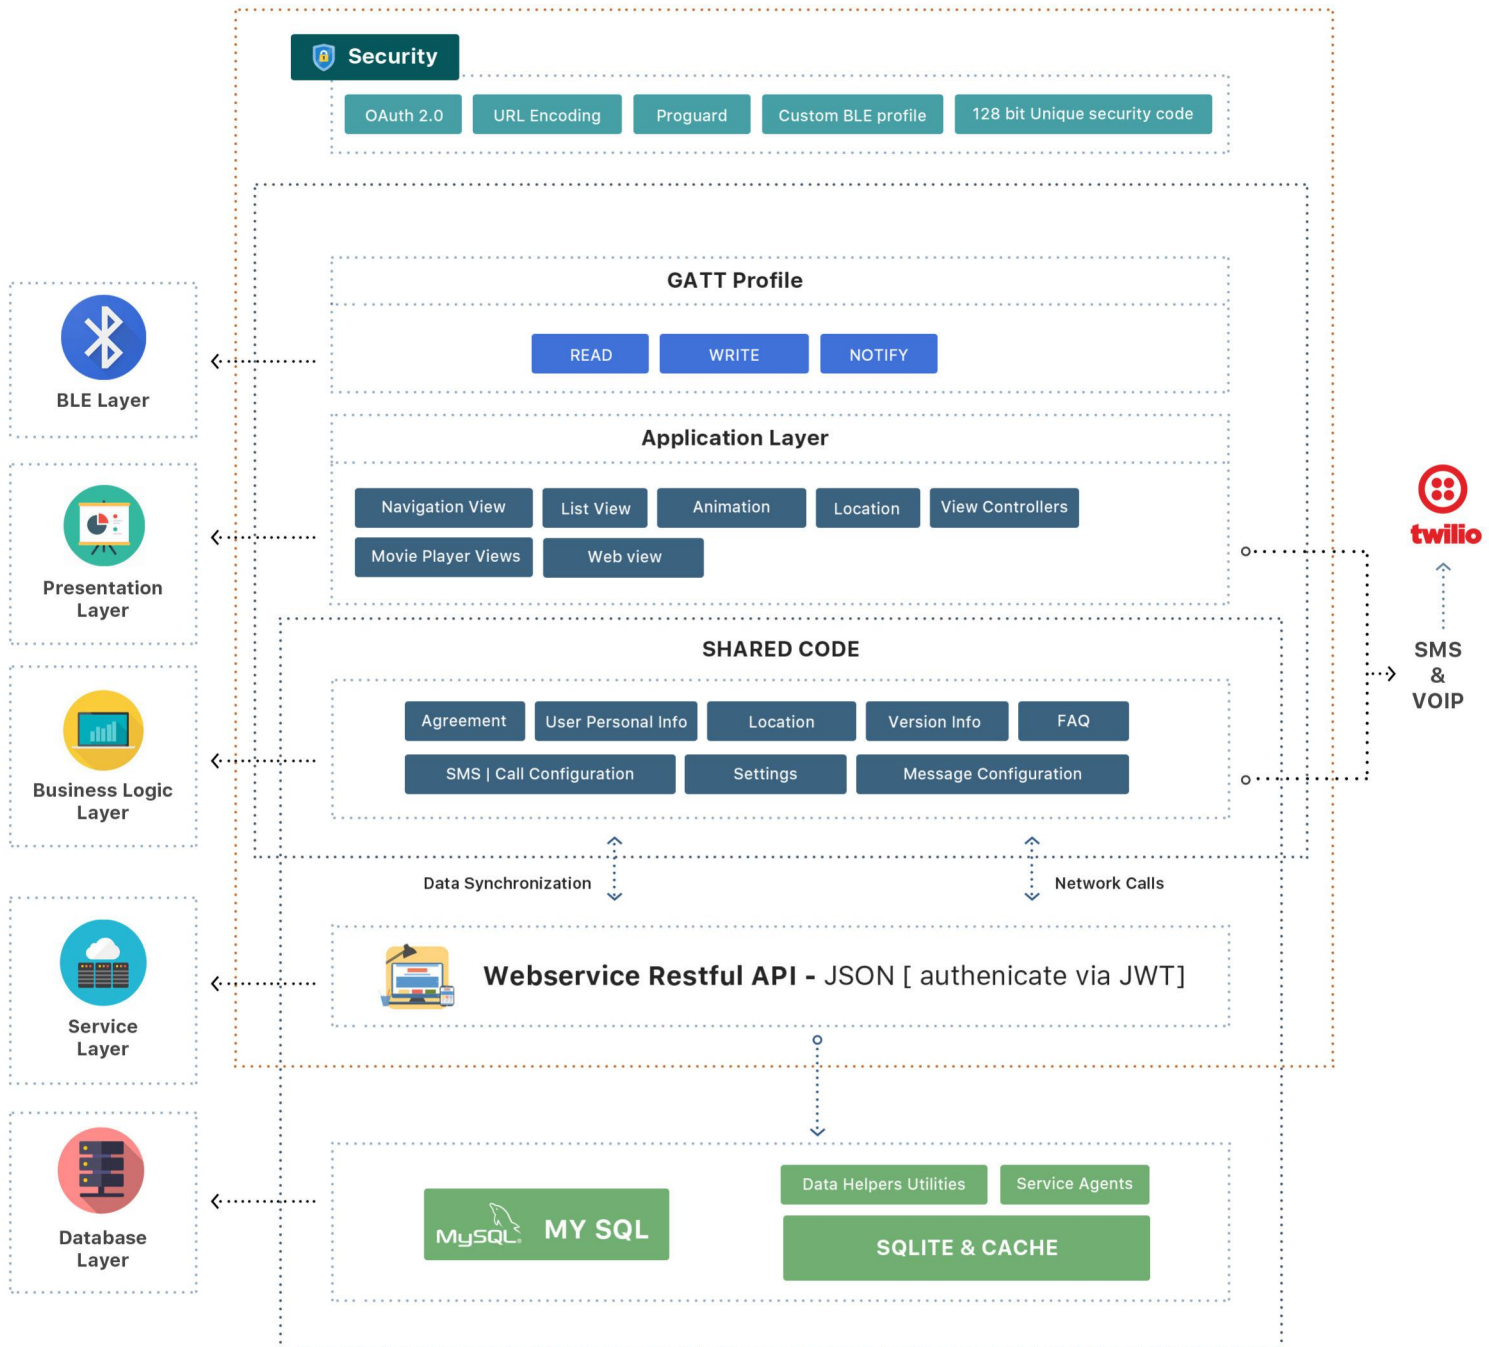 Security
OAuth 2.0
URL Encoding
Proguard
Custom BLE profile
128 bit Unique security code
GATT Profile
READ
WRITE
NOTIFY
BLE Layer
Application Layer
Navigation View
List View
Animation
Location
View Controllers
Movie Player Views
Web view
Presentation
Layer
twilio
SMS
&
VOIP
SHARED CODE
Agreement
User Personal Info
Location
Version Info
FAQ
SMS | Call Configuration
Settings
Message Configuration
Business Logic
Layer
Data Synchronization
Network Calls
Webservice Restful API - JSON [ authenicate via JWT]
Service
Layer
MySQL
MY SQL
Data Helpers Utilities
Service Agents
SQLITE & CACHE
Database
Layer